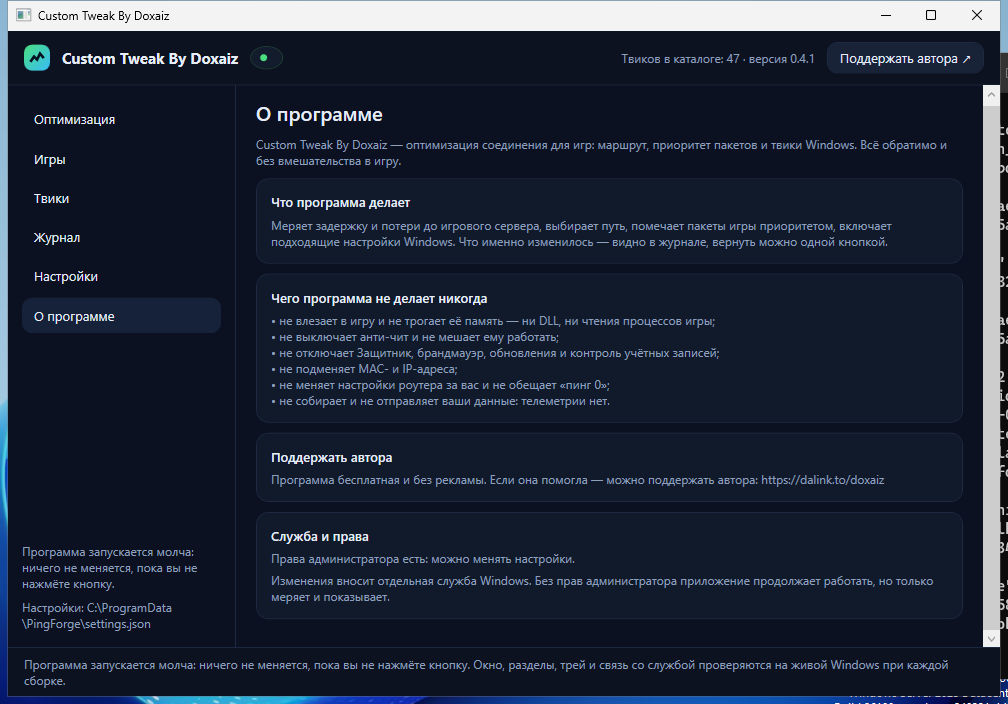 Custom Tweak By Doxaiz
Custom Tweak By Doxaiz
Твиков в каталоге: 47 · версия 0.4.1
Поддержать автора ↗
Оптимизация
Игры
Твики
Журнал
Настройки
О программе
Программа запускается молча:
ничего не меняется, пока вы не
нажмёте кнопку.
Настройки: C:\ProgramData
\PingForge\settings.json
О программе
Custom Tweak By Doxaiz — оптимизация соединения для игр: маршрут, приоритет пакетов и твики Windows. Всё обратимо и
без вмешательства в игру.
Что программа делает
Меряет задержку и потери до игрового сервера, выбирает путь, помечает пакеты игры приоритетом, включает
подходящие настройки Windows. Что именно изменилось — видно в журнале, вернуть можно одной кнопкой.
Чего программа не делает никогда
• не влезает в игру и не трогает её память — ни DLL, ни чтения процессов игры;
• не выключает анти-чит и не мешает ему работать;
• не отключает Защитник, брандмауэр, обновления и контроль учётных записей;
• не подменяет MAC- и IP-адреса;
• не меняет настройки роутера за вас и не обещает «пинг 0»;
• не собирает и не отправляет ваши данные: телеметрии нет.
Поддержать автора
Программа бесплатная и без рекламы. Если она помогла — можно поддержать автора: https://dalink.to/doxaiz
Служба и права
Права администратора есть: можно менять настройки.
Изменения вносит отдельная служба Windows. Без прав администратора приложение продолжает работать, но только
меряет и показывает.
Программа запускается молча: ничего не меняется, пока вы не нажмёте кнопку. Окно, разделы, трей и связь со службой проверяются на живой Windows при каждой
сборке.